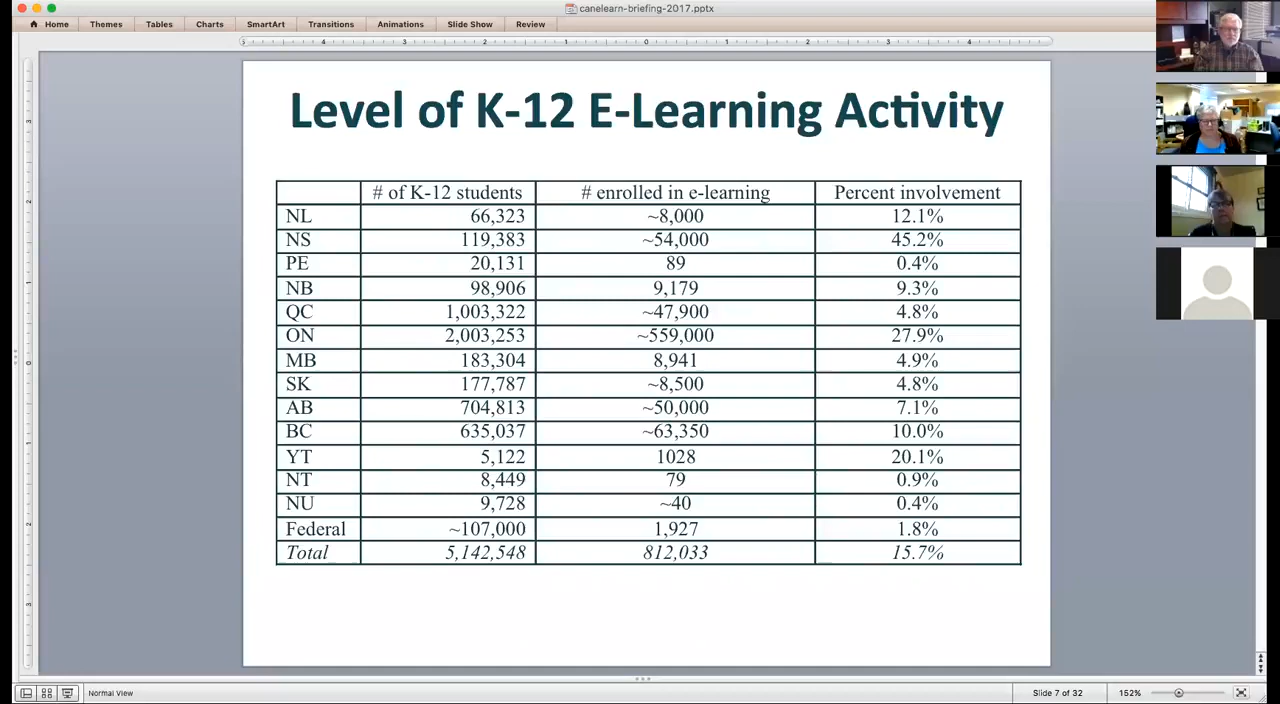 canelearn-briefing-2017.pptx
Home Themes Tables Charts SmartArt Transitions Animations Slide Show Review
Level of K-12 E-Learning Activity
# of K-12 students # enrolled in e-learning Percent involvement
NL 66,323 ~8,000 12.1%
NS 119,383 ~54,000 45.2%
PE 20,131 89 0.4%
NB 98,906 9,179 9.3%
QC 1,003,322 ~47,900 4.8%
ON 2,003,253 ~559,000 27.9%
MB 183,304 8,941 4.9%
SK 177,787 ~8,500 4.8%
AB 704,813 ~50,000 7.1%
BC 635,037 ~63,350 10.0%
YT 5,122 1028 20.1%
NT 8,449 79 0.9%
NU 9,728 ~40 0.4%
Federal ~107,000 1,927 1.8%
Total 5,142,548 812,033 15.7%
Normal View Slide 7 of 32 152%